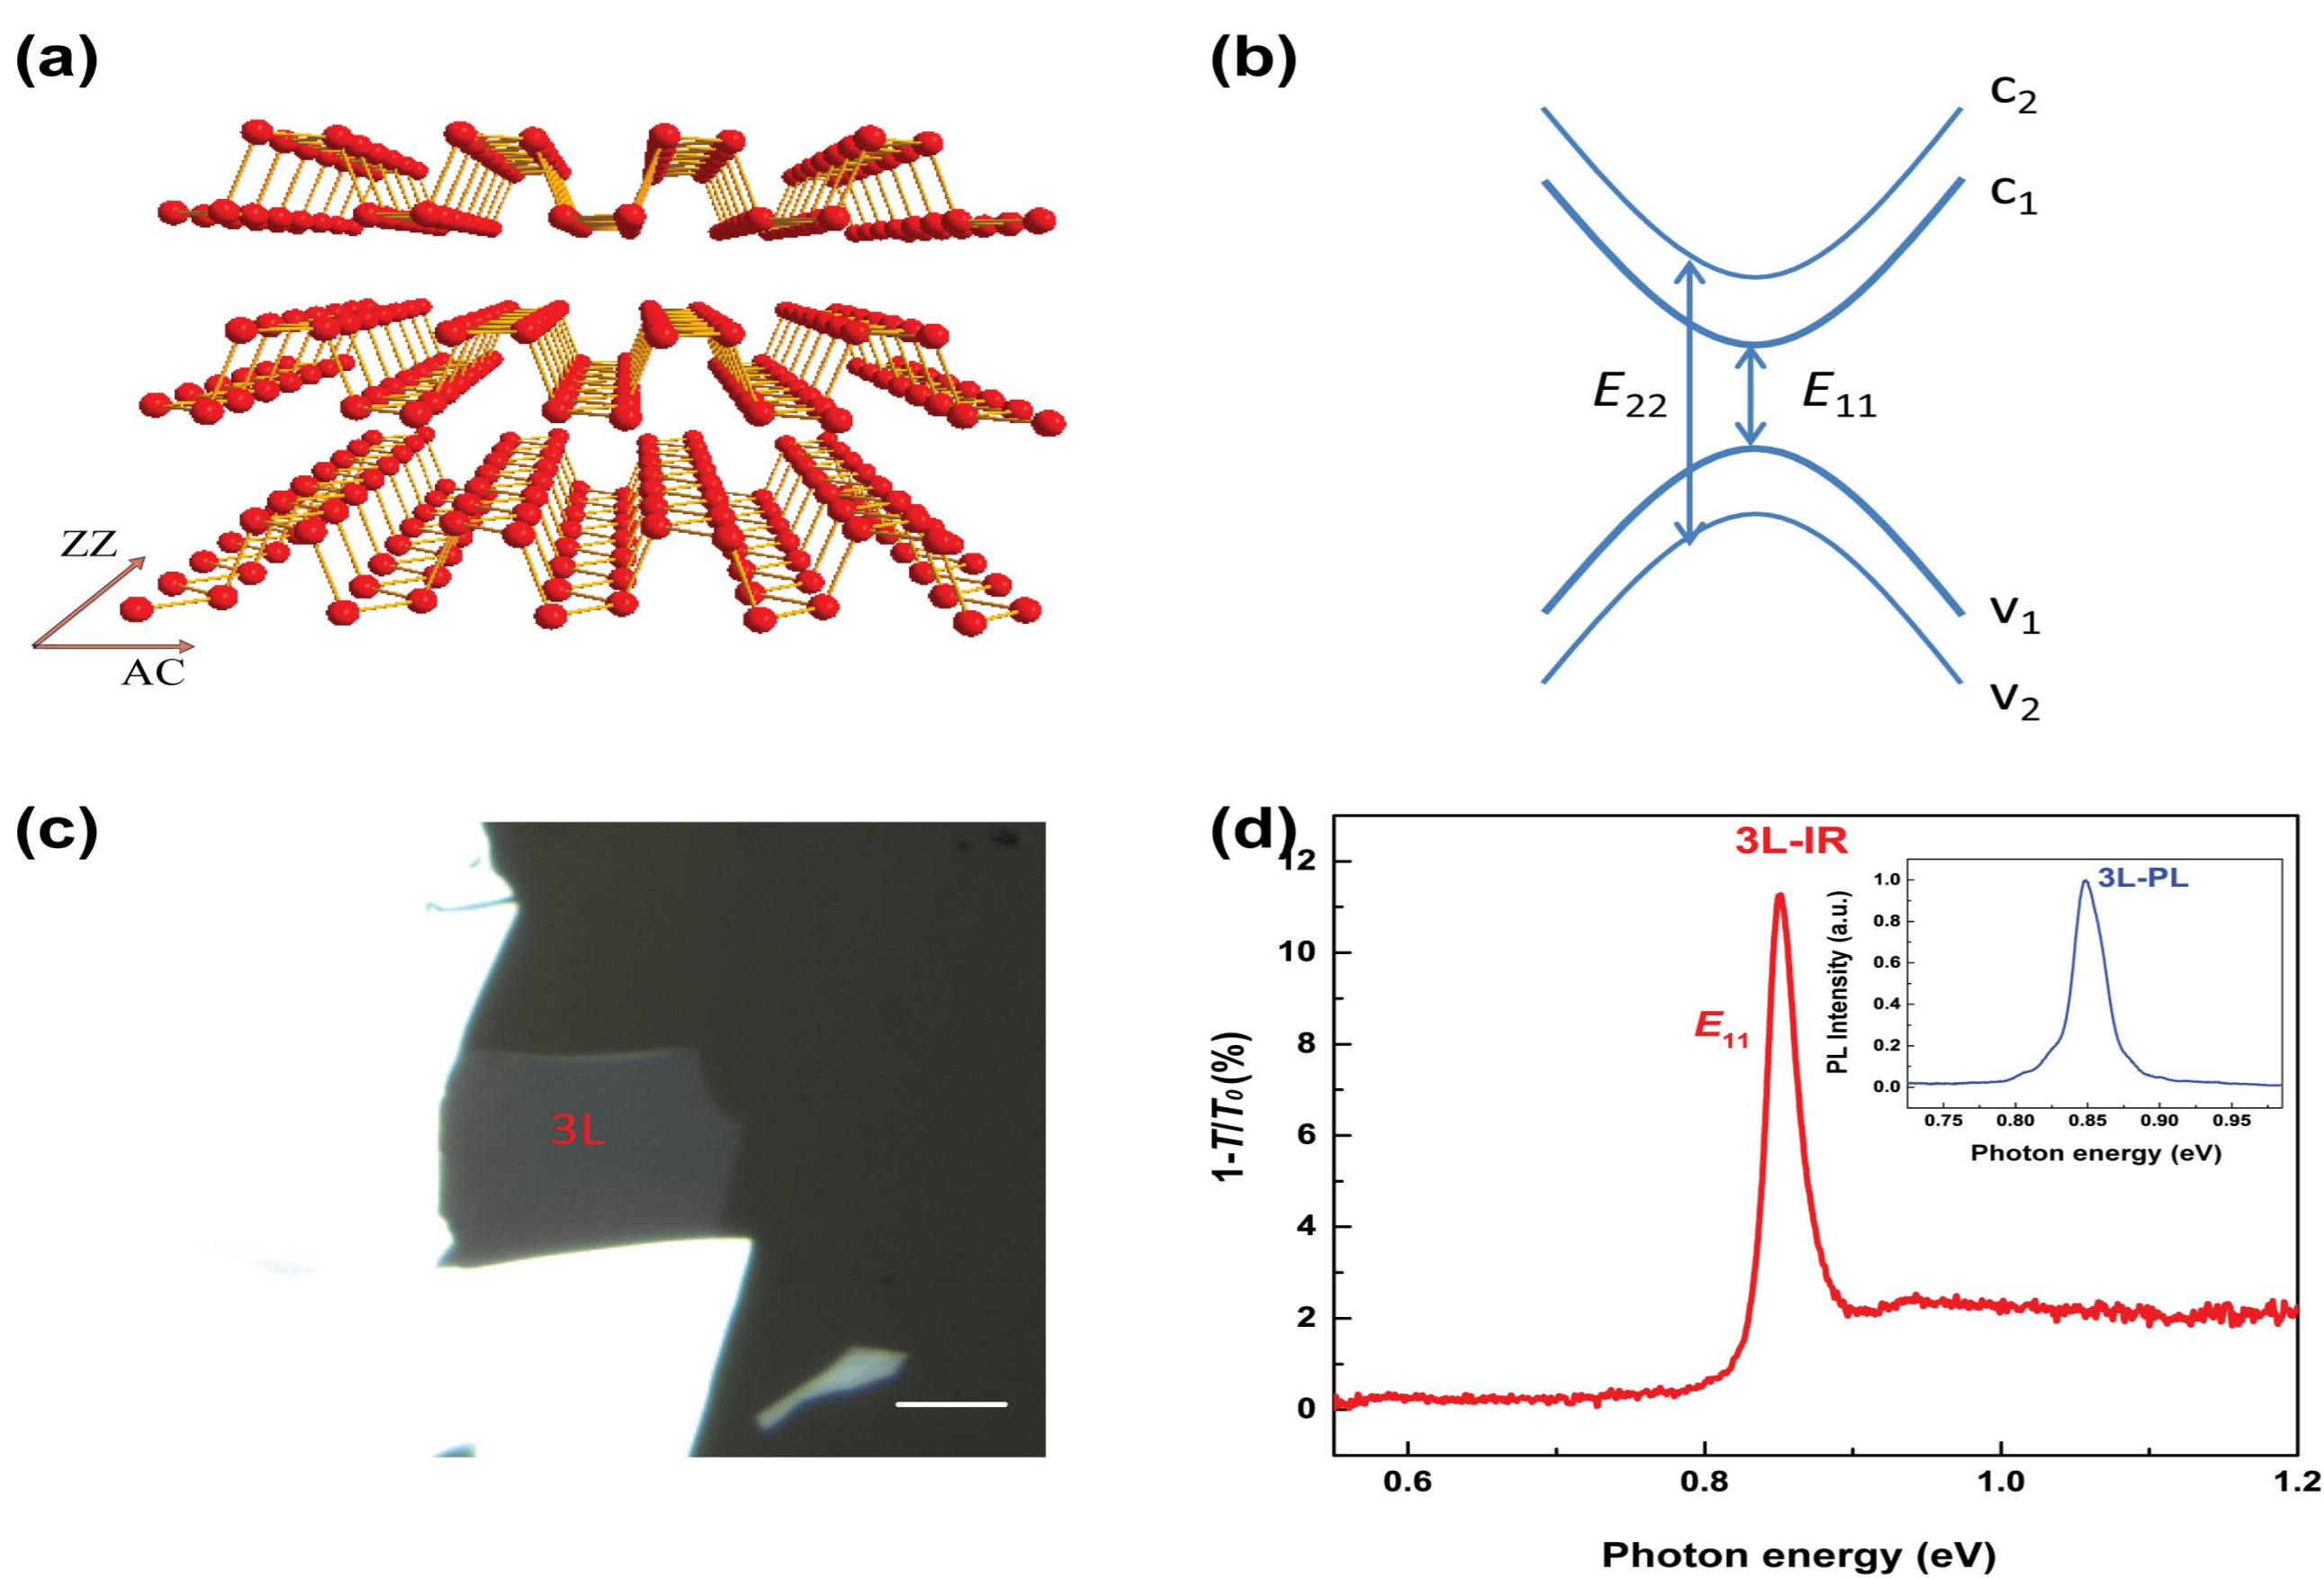 (a)
ZZ
AC
(b)
C₂
C₁
E₂₂
E₁₁
V₁
V₂
(c)
3L
(d)
3L-IR
E₁₁
1-T/T₀ (%)
12
10
8
6
4
2
0
0.6
0.8
1.0
1.2
Photon energy (eV)
3L-PL
PL Intensity (a.u.)
1.0
0.8
0.6
0.4
0.2
0.0
0.75
0.80
0.85
0.90
0.95
Photon energy (eV)